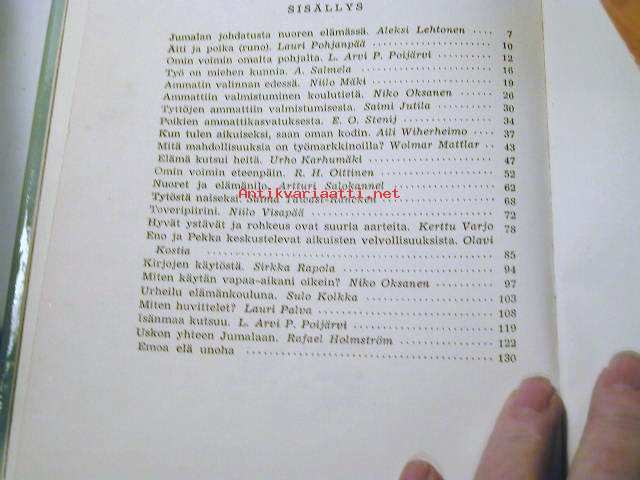 SISÄLLYS
Jumalan johdatusta nuoren elämässä. Aleksi Lehtonen 7
Äiti ja poika (runo). Lauri Pohjanpää 10
Omin voimin omalta pohjalta. L. Arvi P. Poijärvi 12
Työ on miehen kunnia. A. Salmela 16
Ammatin valinnan edessä. Niilo Mäki 19
Ammattiin valmistuminen koulutietä. Niko Oksanen 26
Tyttöjen ammattiin valmistumisesta. Saimi Jutila 30
Poikien ammattikasvatuksesta. E. O. Stenij 34
Kun tulen aikuiseksi, saan oman kodin. Aili Wiherheimo 37
Mitä mahdollisuuksia on työmarkkinoilla? Wolmar Mattlar 43
Elämä kutsui heitä. Urho Karhumäki 47
Omin voimin eteenpäin. R. H. Oittinen 52
Nuoret ja elämänilo. Artturi Salokannel 62
Antikvariaatti.net
Tytöstä naiseksi. 68
Toveripiirini. Niilo Visapää 72
Hyvät ystävät ja rohkeus ovat suuria aarteita. Kerttu Varjo 78
Eno ja Pekka keskustelevat aikuisten velvollisuuksista. Olavi
Kostia 85
Kirjojen käytöstä. Sirkka Rapola 94
Miten käytän vapaa-aikani oikein? Niko Oksanen 97
Urheilu elämänkouluna. Sulo Kolkka 103
Miten huvittelet? Lauri Palva 108
Isänmaa kutsuu. L. Arvi P. Poijärvi 119
Uskon yhteen Jumalaan. Rafael Holmström 122
Emoa elä unoha 130